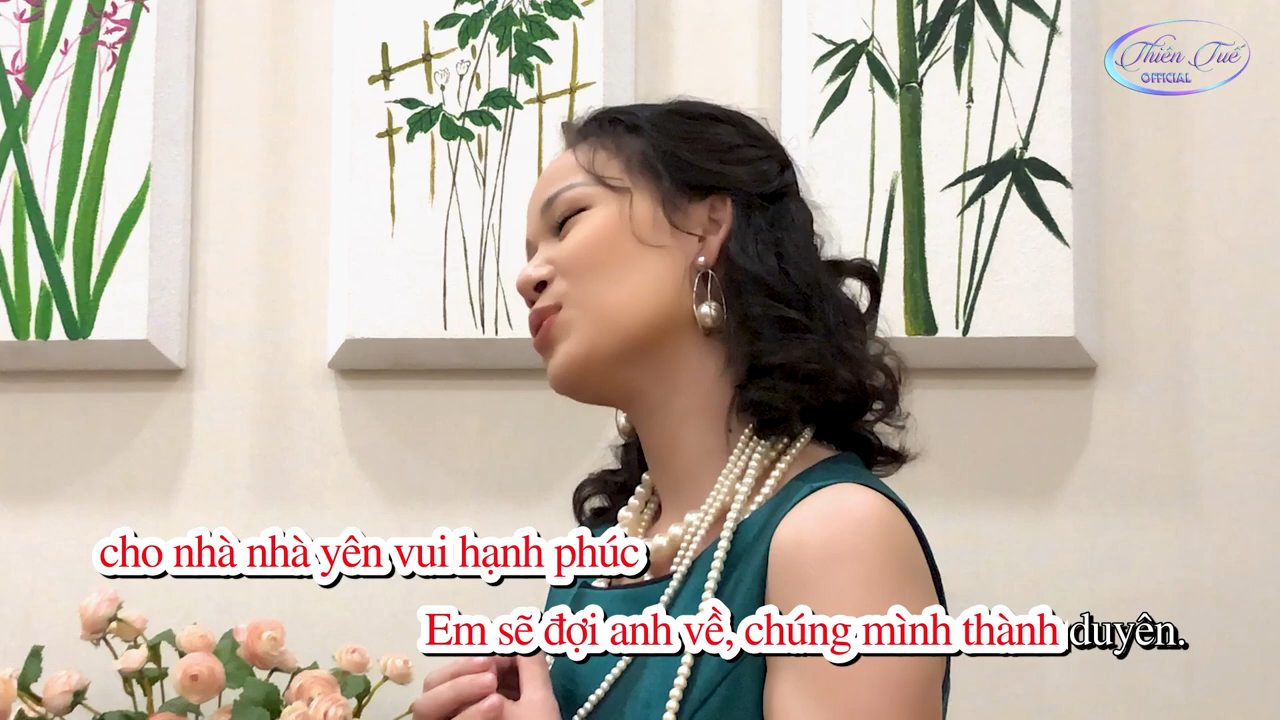 Thiên Tuế
OFFICIAL
cho nhà nhà yên vui hạnh phúc
Em sẽ đợi anh về, chúng mình thành duyên.